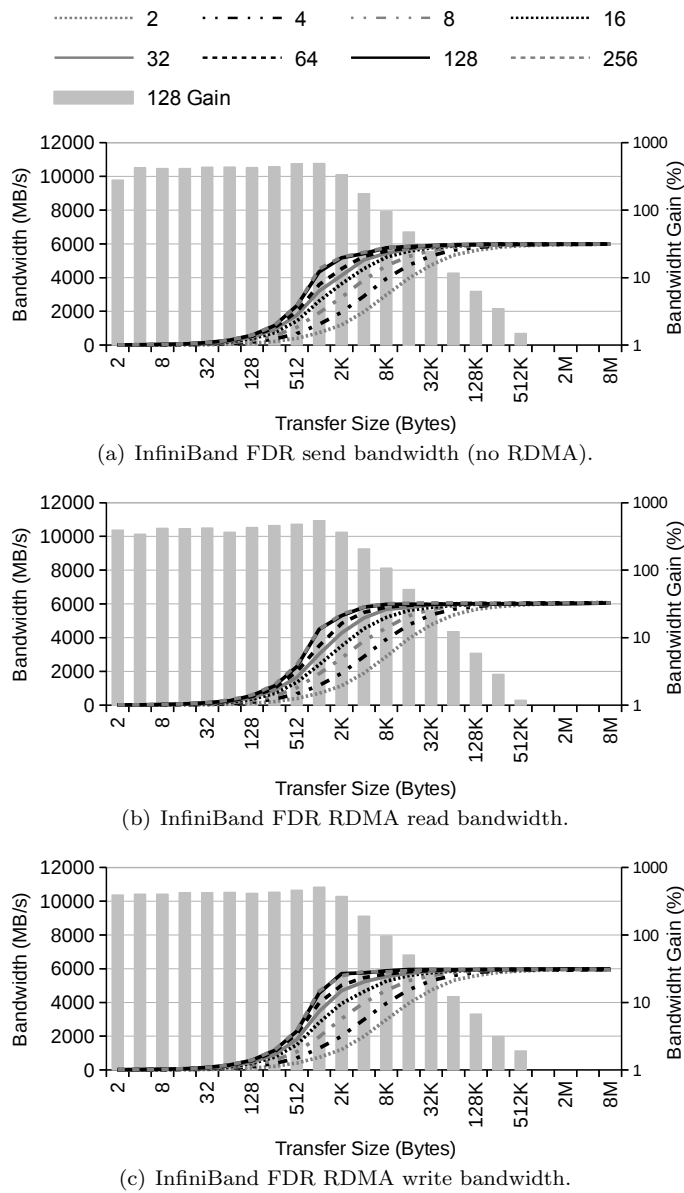 2 4 8 16
32 64 128 256
128 Gain
12000 1000
10000
8000 100
6000
4000 10
2000
0 1
Bandwidth (MB/s)
Bandwidht Gain (%)
2 8 32 128 512 2K 8K 32K 128K 512K 2M 8M
Transfer Size (Bytes)
(a) InfiniBand FDR send bandwidth (no RDMA).
12000 1000
10000
8000 100
6000
4000 10
2000
0 1
Bandwidth (MB/s)
Bandwidht Gain (%)
2 8 32 128 512 2K 8K 32K 128K 512K 2M 8M
Transfer Size (Bytes)
(b) InfiniBand FDR RDMA read bandwidth.
12000 1000
10000
8000 100
6000
4000 10
2000
0 1
Bandwidth (MB/s)
Bandwidht Gain (%)
2 8 32 128 512 2K 8K 32K 128K 512K 2M 8M
Transfer Size (Bytes)
(c) InfiniBand FDR RDMA write bandwidth.